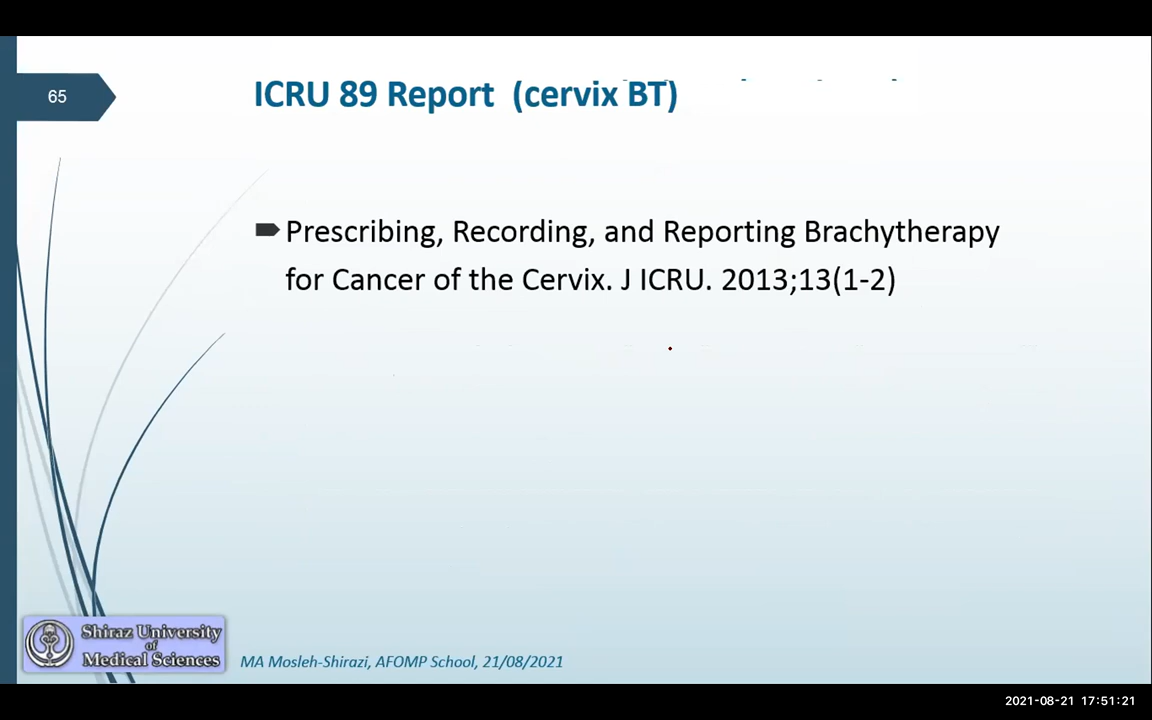 65
ICRU 89 Report (cervix BT)
Prescribing, Recording, and Reporting Brachytherapy
for Cancer of the Cervix. J ICRU. 2013;13(1-2)
Shiraz University
of
Medical Sciences
MA Mosleh-Shirazi, AFOMP School, 21/08/2021
2021-08-21 17:51:21